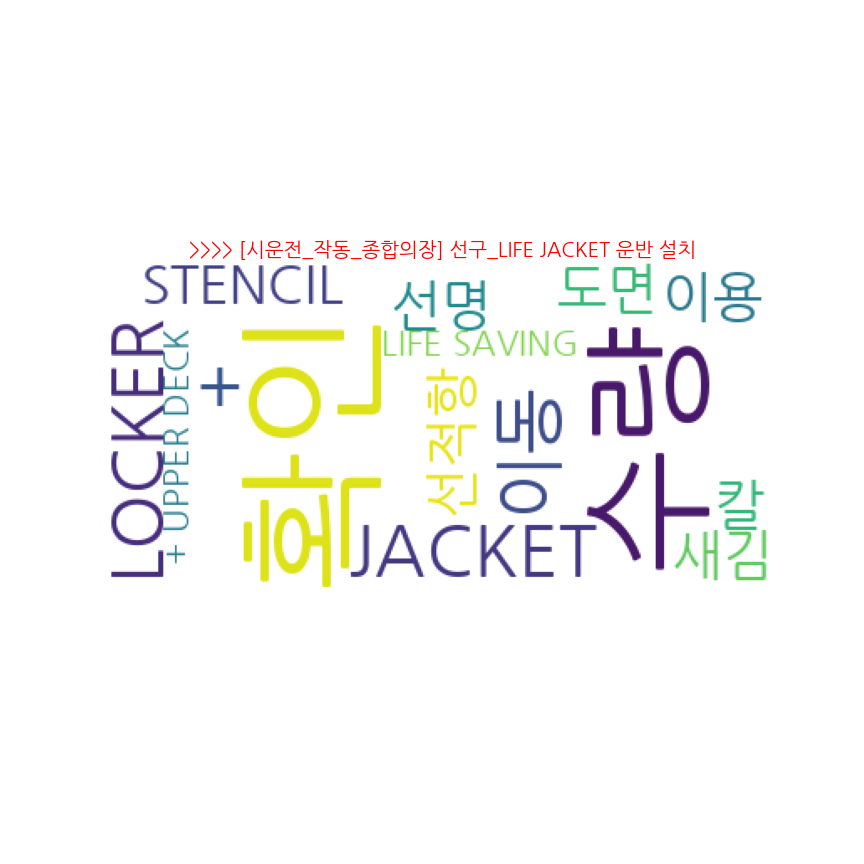 >>>> [시운전_작동_종합의장] 선구_LIFE JACKET 운반 설치
STENCIL
선명
도면
이용
LOCKER
+ UPPER DECK
+
확인
LIFE SAVING
선적항
이동
수량
칼
JACKET
새김